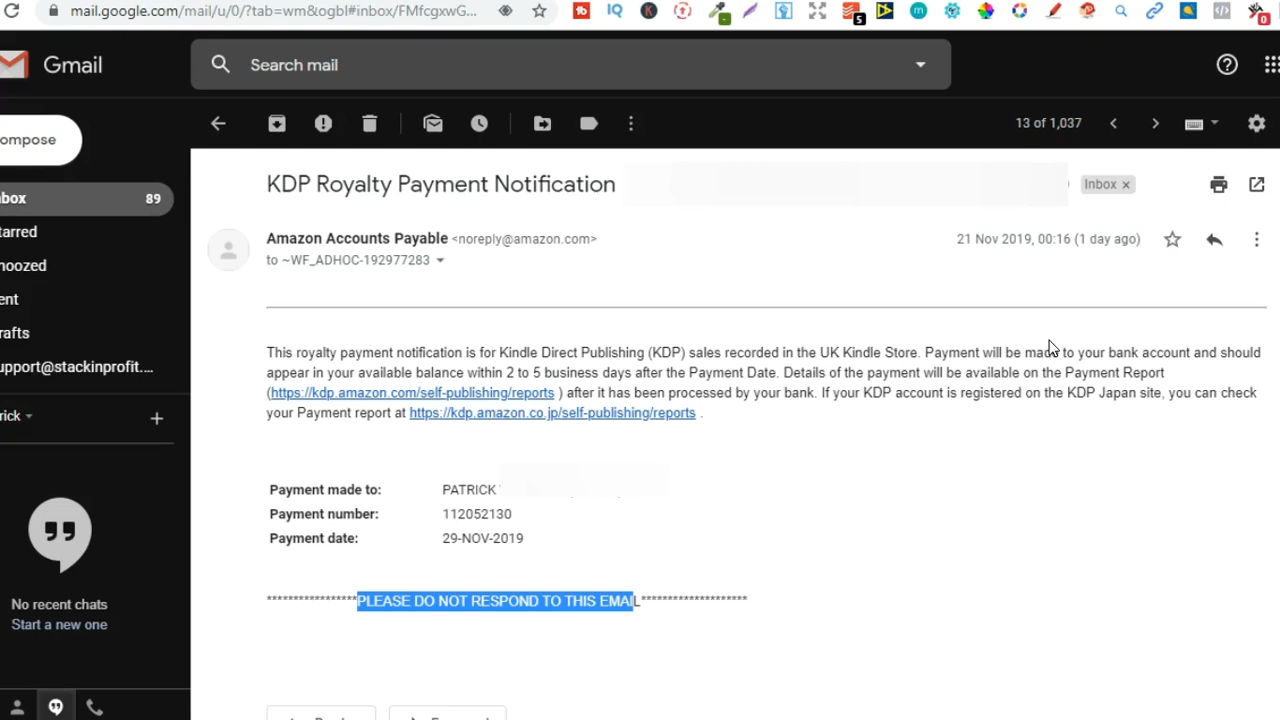 mail.google.com/mail/u/0/?tab=wm&ogbl#inbox/FMfcgxwG...
5
0
Gmail
Search mail
ompose
13 of 1,037
KDP Royalty Payment Notification
Inbox ×
nbox 89
tarred
noozed
ent
rafts
upport@stackinprofit....
Amazon Accounts Payable <noreply@amazon.com>
21 Nov 2019, 00:16 (1 day ago)
to ~WF_ADHOC-192977283
This royalty payment notification is for Kindle Direct Publishing (KDP) sales recorded in the UK Kindle Store. Payment will be made to your bank account and should
appear in your available balance within 2 to 5 business days after the Payment Date. Details of the payment will be available on the Payment Report
(https://kdp.amazon.com/self-publishing/reports ) after it has been processed by your bank. If your KDP account is registered on the KDP Japan site, you can check
your Payment report at https://kdp.amazon.co.jp/self-publishing/reports .
rick
Payment made to: PATRICK
Payment number: 112052130
Payment date: 29-NOV-2019
*****************PLEASE DO NOT RESPOND TO THIS EMAIL********************
No recent chats
Start a new one